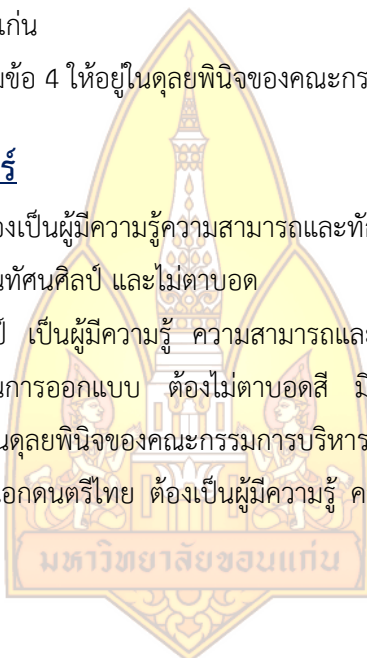 แก่น
มข้อ 4 ให้อยู่ในดุลยพินิจของคณะกร
ร์
องเป็นผู้มีความรู้ความสามารถและทัก
นทัศนศิลป์ และไม่ตาบอด
ป์ เป็นผู้มีความรู้ ความสามารถและ
นการออกแบบ ต้องไม่ตาบอดสี มิ
นดุลยพินิจของคณะกรรมการบริหาร
เอกดนตรีไทย ต้องเป็นผู้มีความรู้ ค
มหาวิทยาลัยขอนแก่น